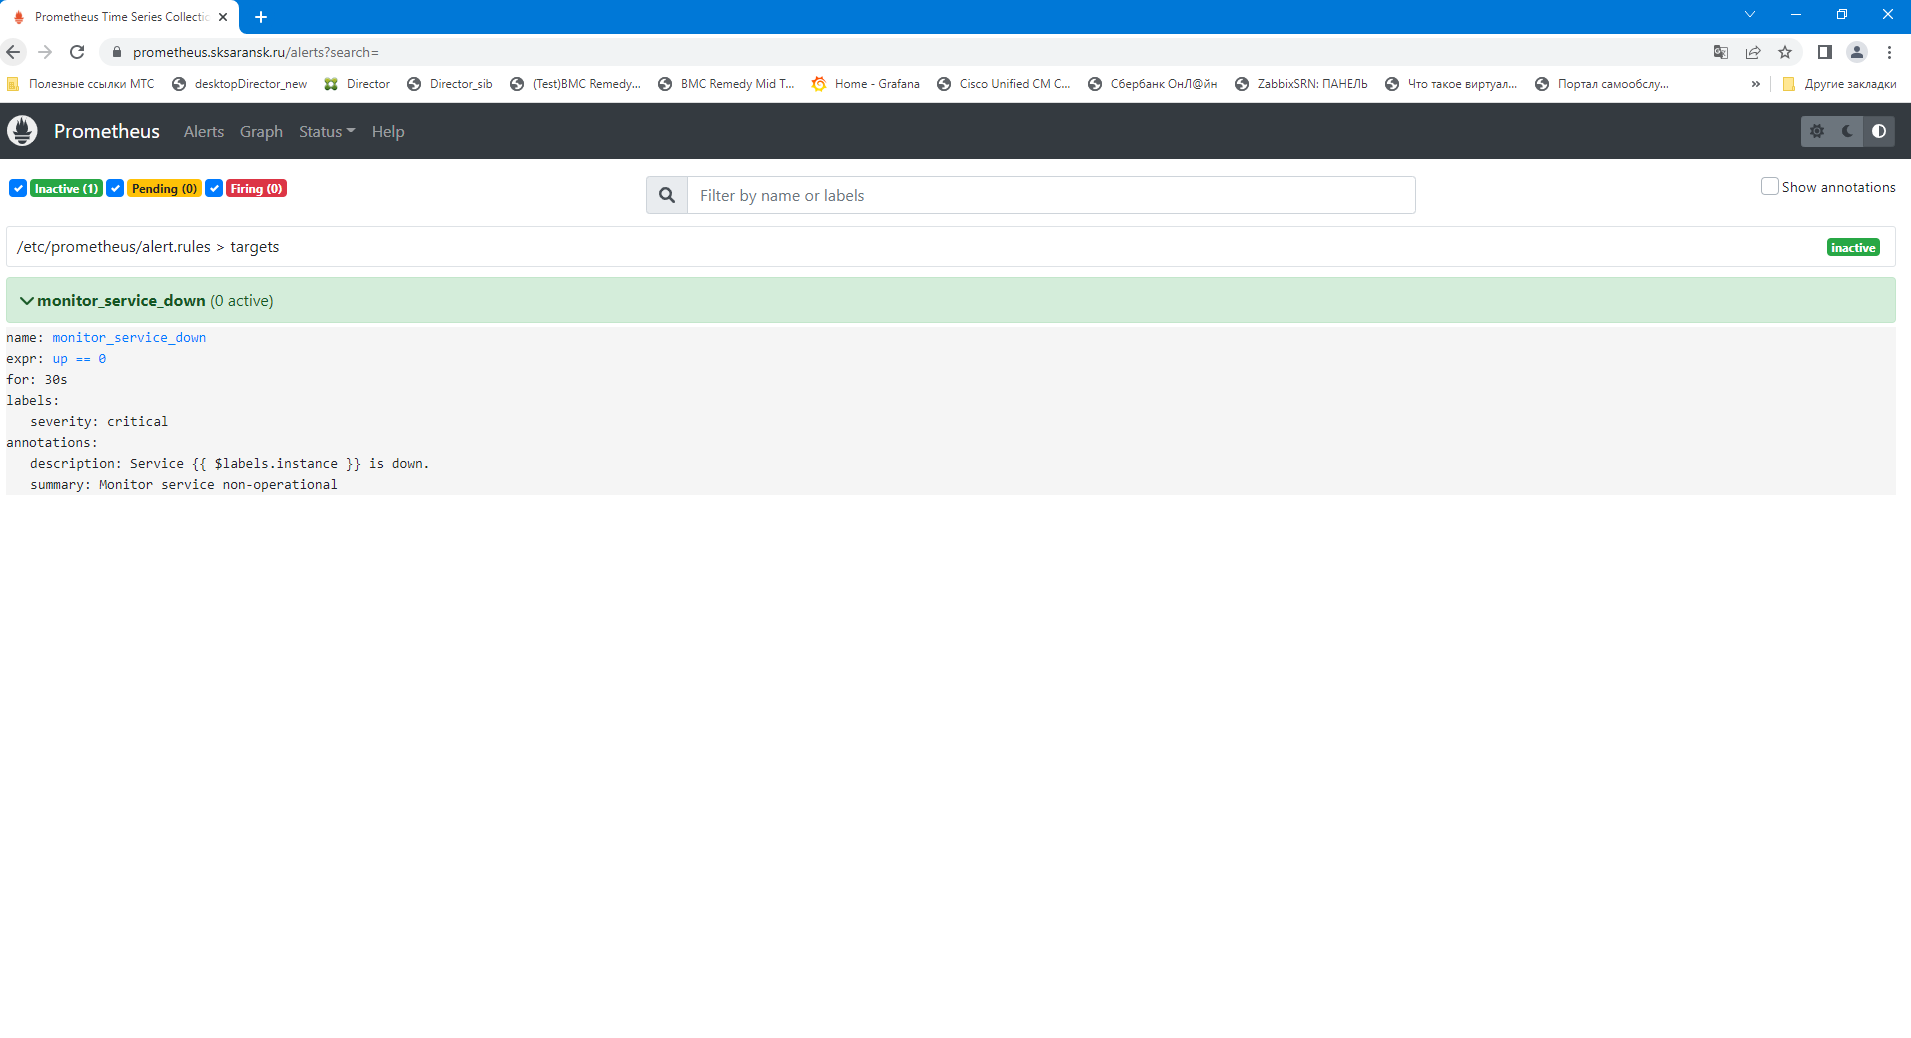 Prometheus Time Series Collectio
prometheus.sksaransk.ru/alerts?search=
Полезные ссылки МТС desktopDirector_new Director Director_sib (Test)BMC Remedy... BMC Remedy Mid T... Home - Grafana Cisco Unified CM C... Сбербанк ОнЛ@йн ZabbixSRN: ПАНЕЛЬ Что такое виртуал... Портал самообслу... » Другие закладки
Prometheus Alerts Graph Status Help
Inactive (1) Pending (0) Firing (0) Filter by name or labels Show annotations
/etc/prometheus/alert.rules > targets inactive
monitor_service_down (0 active)
name: monitor_service_down
expr: up == 0
for: 30s
labels:
severity: critical
annotations:
description: Service {{ $labels.instance }} is down.
summary: Monitor service non-operational